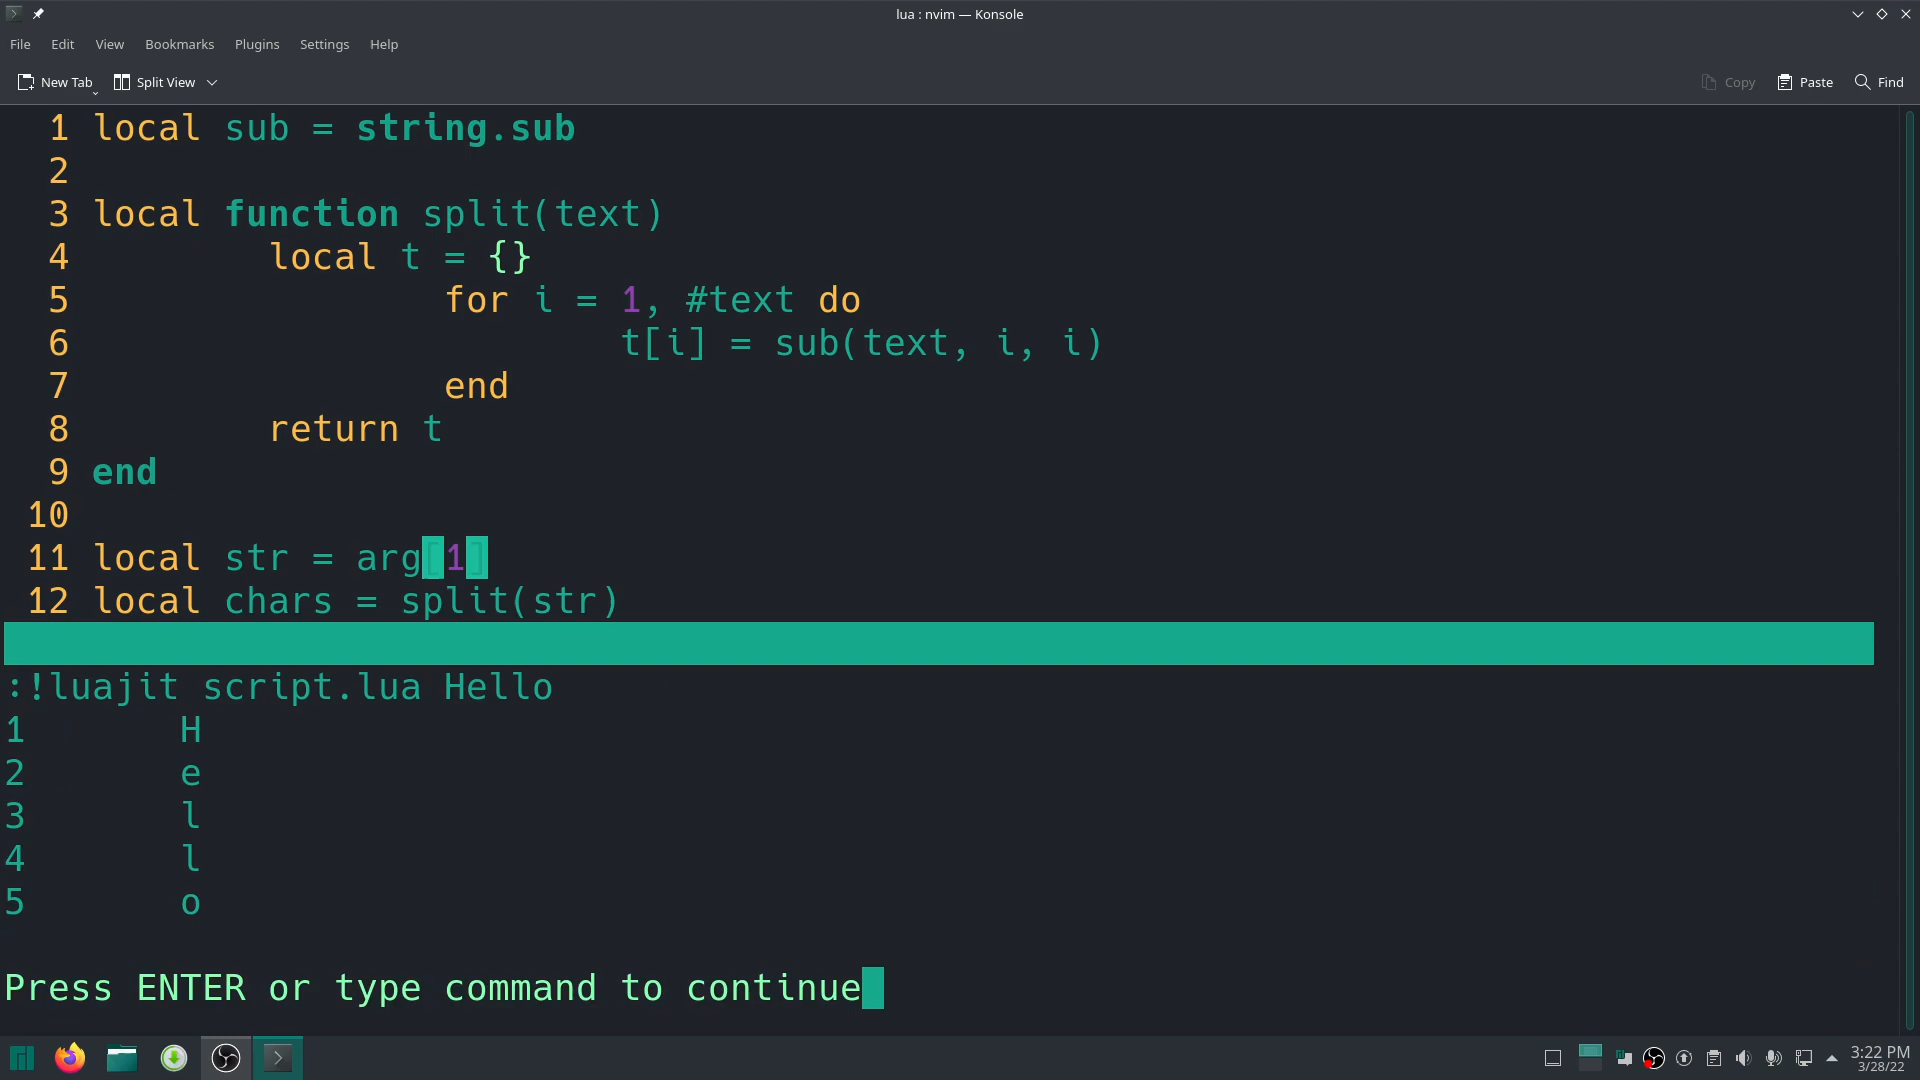 lua : nvim — Konsole
File Edit View Bookmarks Plugins Settings Help
New Tab Split View Copy Paste Find
1 local sub = string.sub
2
3 local function split(text)
4         local t = {}
5                 for i = 1, #text do
6                         t[i] = sub(text, i, i)
7                 end
8         return t
9 end
10
11 local str = arg[1]
12 local chars = split(str)
:!luajit script.lua Hello
1       H
2       e
3       l
4       l
5       o
Press ENTER or type command to continue
3:22 PM
3/28/22